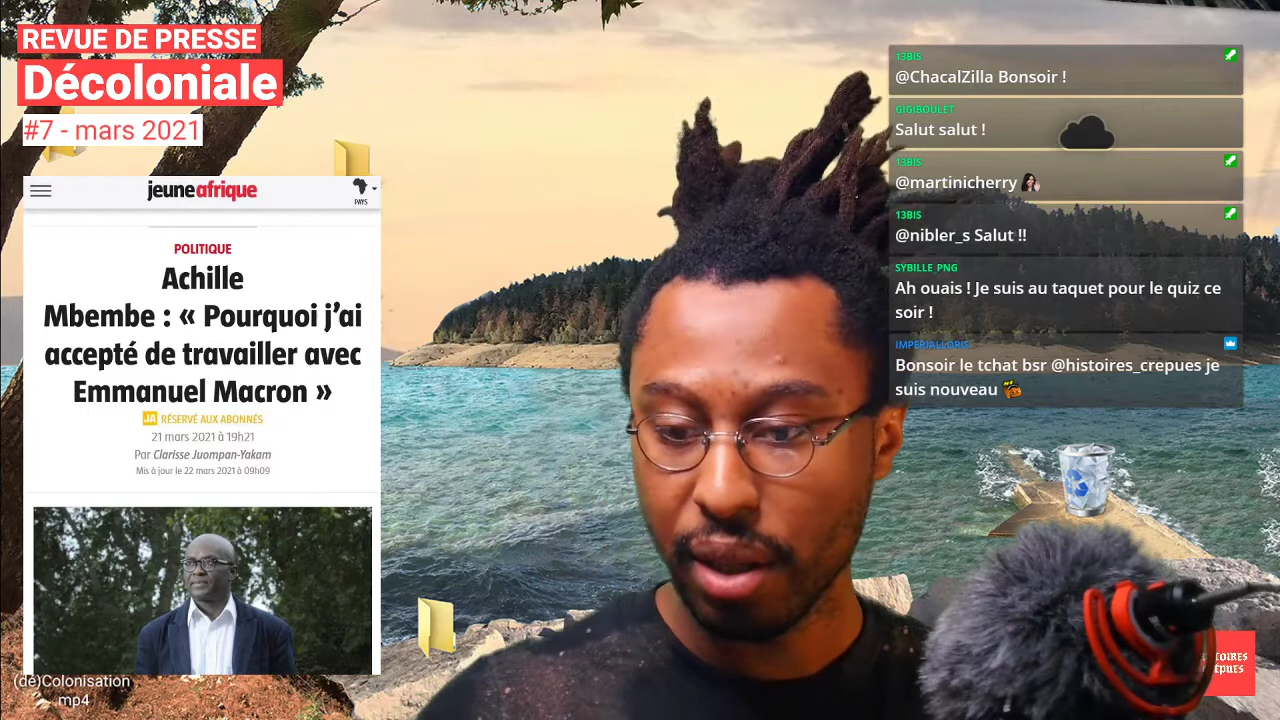 REVUE DE PRESSE
Décoloniale
#7 - mars 2021
jeuneafrique
PAYS
POLITIQUE
Achille
Mbembe : « Pourquoi j’ai
accepté de travailler avec
Emmanuel Macron »
JA RÉSERVÉ AUX ABONNÉS
21 mars 2021 à 19h21
Par Clarisse Juompan-Yakam
Mis à jour le 22 mars 2021 à 09h09
(dé)Colonisation
mp4
13BIS
@ChacalZilla Bonsoir !
GIGIBOULET
Salut salut !
13BIS
@martinicherry
13BIS
@nibler_s Salut !!
SYBILLE_PNG
Ah ouais ! Je suis au taquet pour le quiz ce
soir !
IMPERIALLORIS
Bonsoir le tchat bsr @histoires_crepues je
suis nouveau